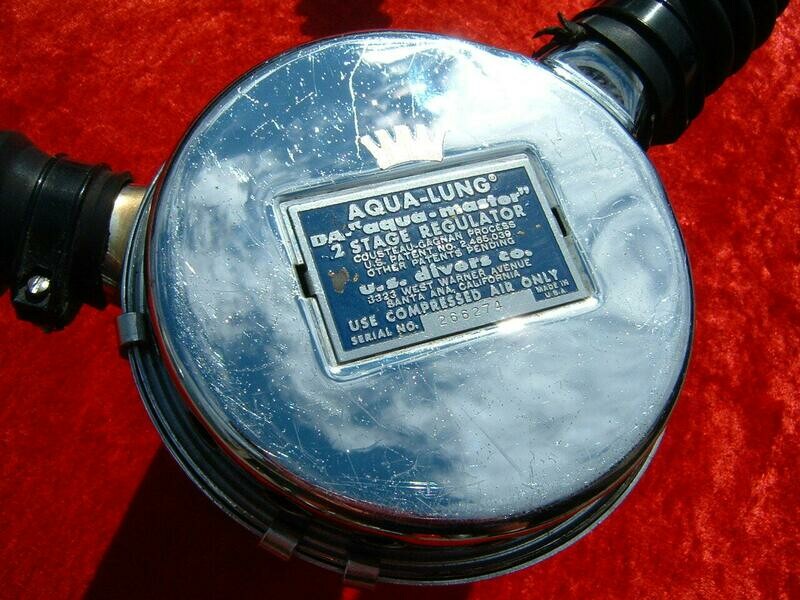 AQUA-LUNG®
DA-"aqua-master"
2 STAGE REGULATOR
COUSTEAU-GAGNAN PROCESS
U.S. PATENT NO. 2,485,039
OTHER PATENTS PENDING
u.s. divers co.
3323 WEST WARNER AVENUE
SANTA ANA, CALIFORNIA
USE COMPRESSED AIR ONLY
SERIAL NO. 266274 MADE IN U.S.A.